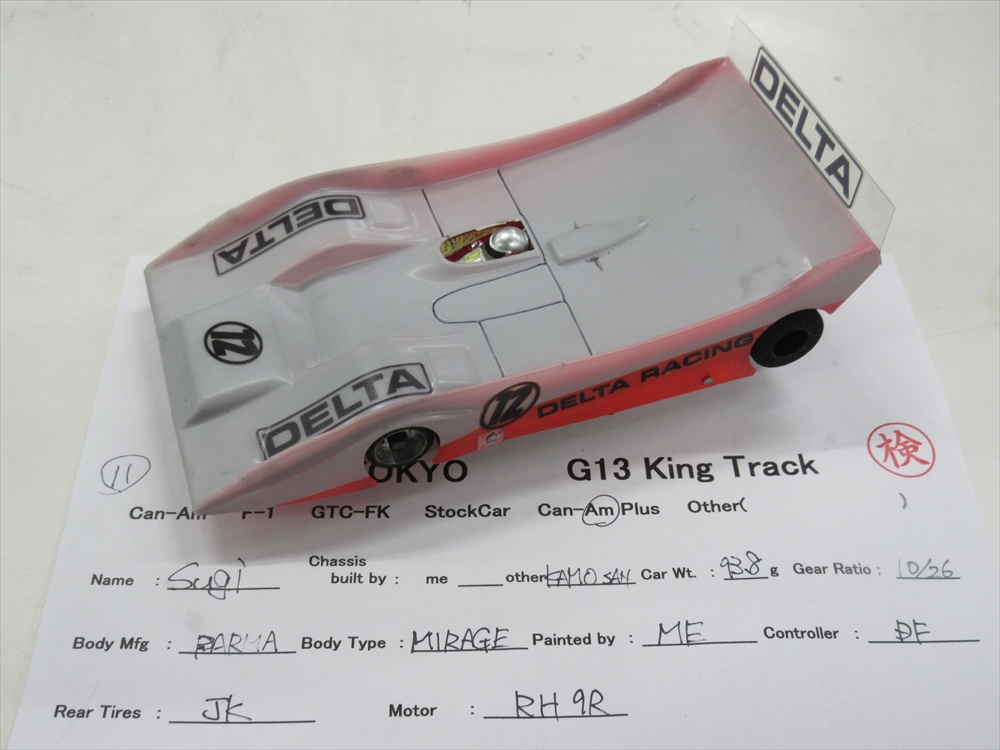 DELTA
DELTA
12
DELTA
12 DELTA RACING
11
OKYO G13 King Track 検
Can-Am F-1 GTC-FK StockCar Can-Am Plus Other( )
Name : Sugi Chassis built by : me other KAMO SAN Car Wt. : 93.8 g Gear Ratio : 10/26
Body Mfg : PARMA Body Type : MIRAGE Painted by : ME Controller : DF
Rear Tires : JK Motor : RH 9R